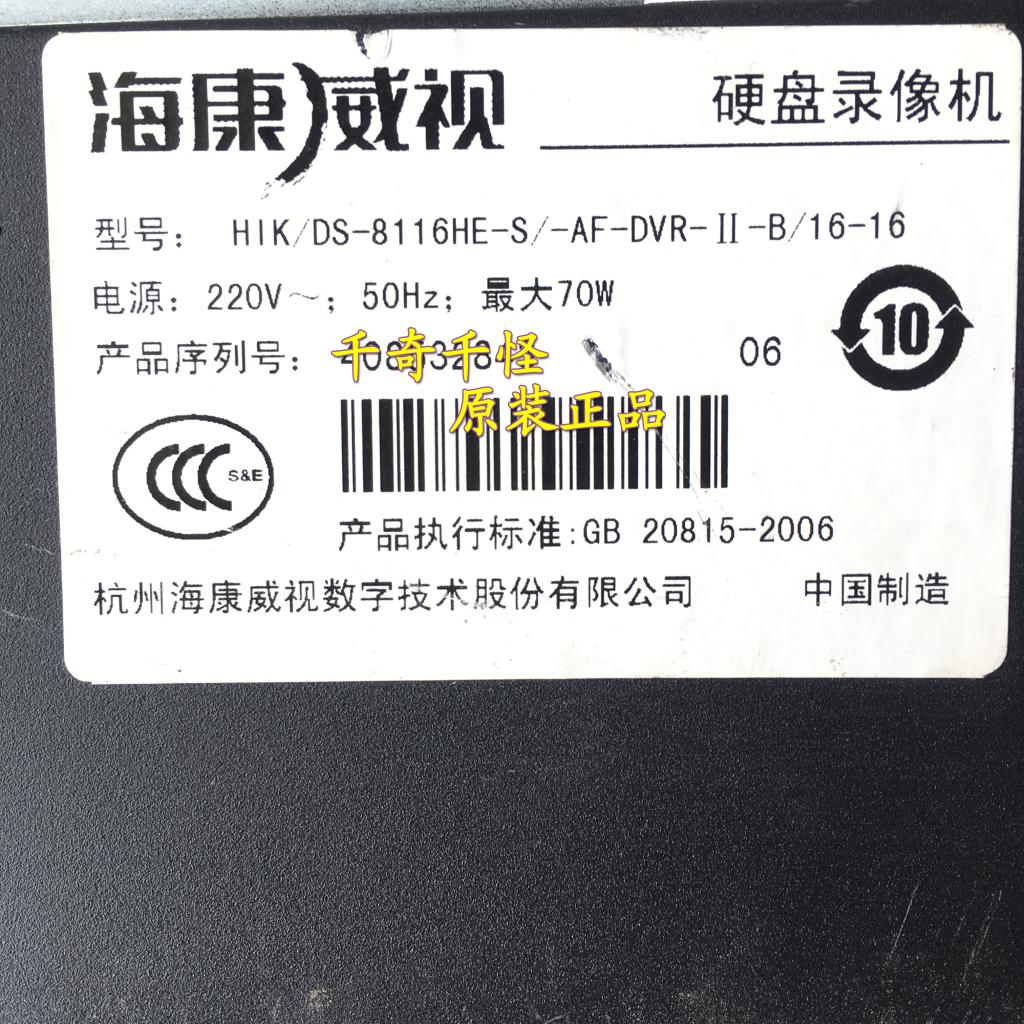 海康威视
硬盘录像机
型号: HIK/DS-8116HE-S/-AF-DVR-Ⅱ-B/16-16
电源: 220V～; 50Hz; 最大70W
产品序列号: 06
千奇千怪
原装正品
10
CCC S&E
产品执行标准:GB 20815-2006
杭州海康威视数字技术股份有限公司 中国制造